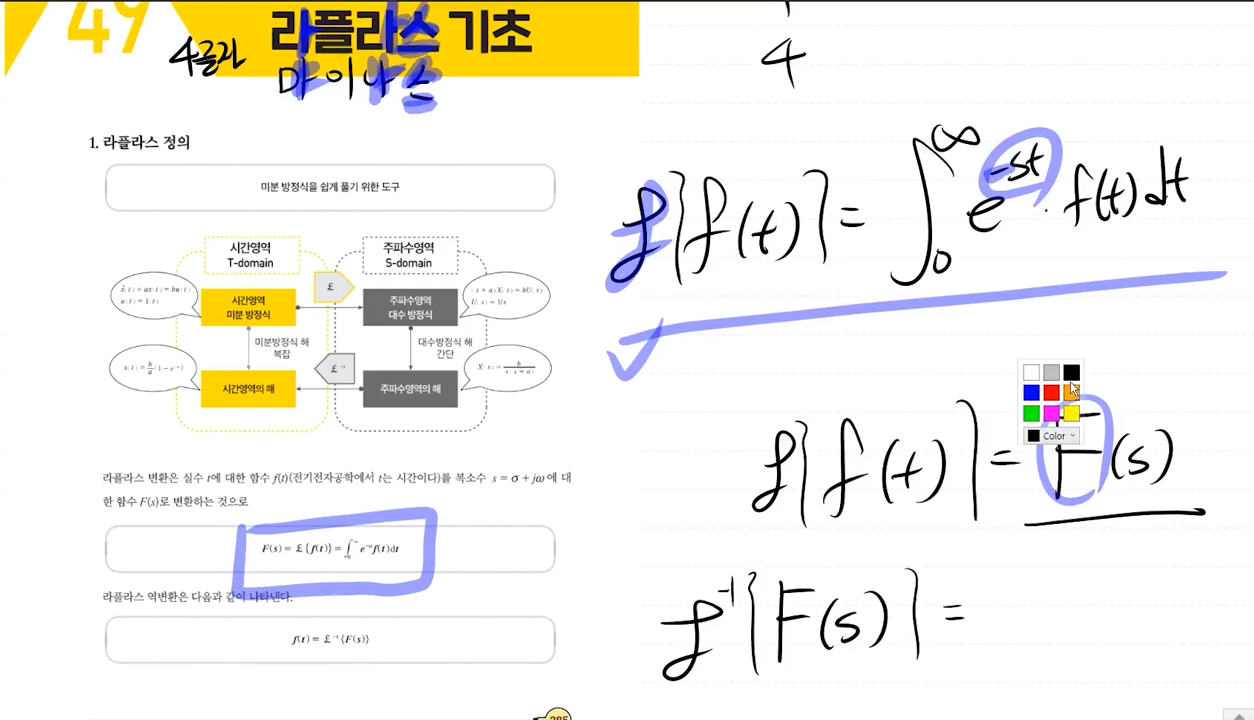 49 라플라스 기초
4글라
마이나스
1. 라플라스 정의
미분 방정식을 쉽게 풀기 위한 도구
시간영역
T-domain
주파수영역
S-domain
£
시간영역
미분 방정식
주파수영역
대수 방정식
미분방정식 해
복잡
대수방정식 해
간단
£⁻¹
시간영역의 해
주파수영역의 해
라플라스 변환은 실수 t에 대한 함수 f(t)(전기전자공학에서 t는 시간이다)를 복소수 s = σ + jω에 대
한 함수 F(s)로 변환하는 것으로
F(s) = £{f(t)} = ∫₀^∞ e^-st f(t)dt
라플라스 역변환은 다음과 같이 나타낸다.
f(t) = £⁻¹{F(s)}
4
£{f(t)} = ∫₀^∞ e^-st · f(t)dt
Color
£{f(t)} = F(s)
£⁻¹{F(s)} =